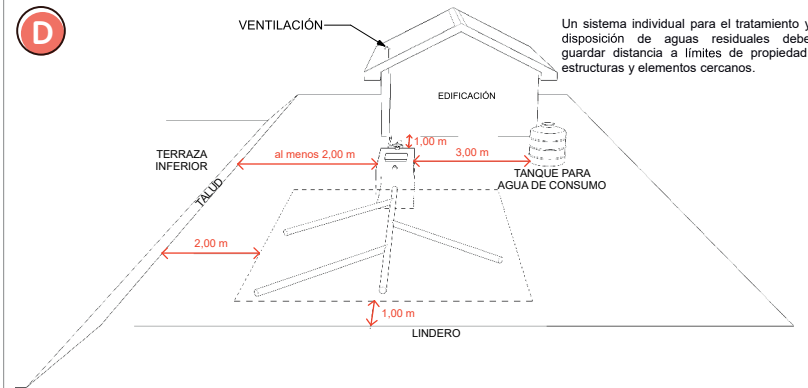 D
VENTILACIÓN
Un sistema individual para el tratamiento y
disposición de aguas residuales debe
guardar distancia a límites de propiedad,
estructuras y elementos cercanos.
EDIFICACIÓN
1,00 m
TERRAZA
INFERIOR
al menos 2,00 m
3,00 m
TANQUE PARA
AGUA DE CONSUMO
TALUD
2,00 m
1,00 m
LINDERO